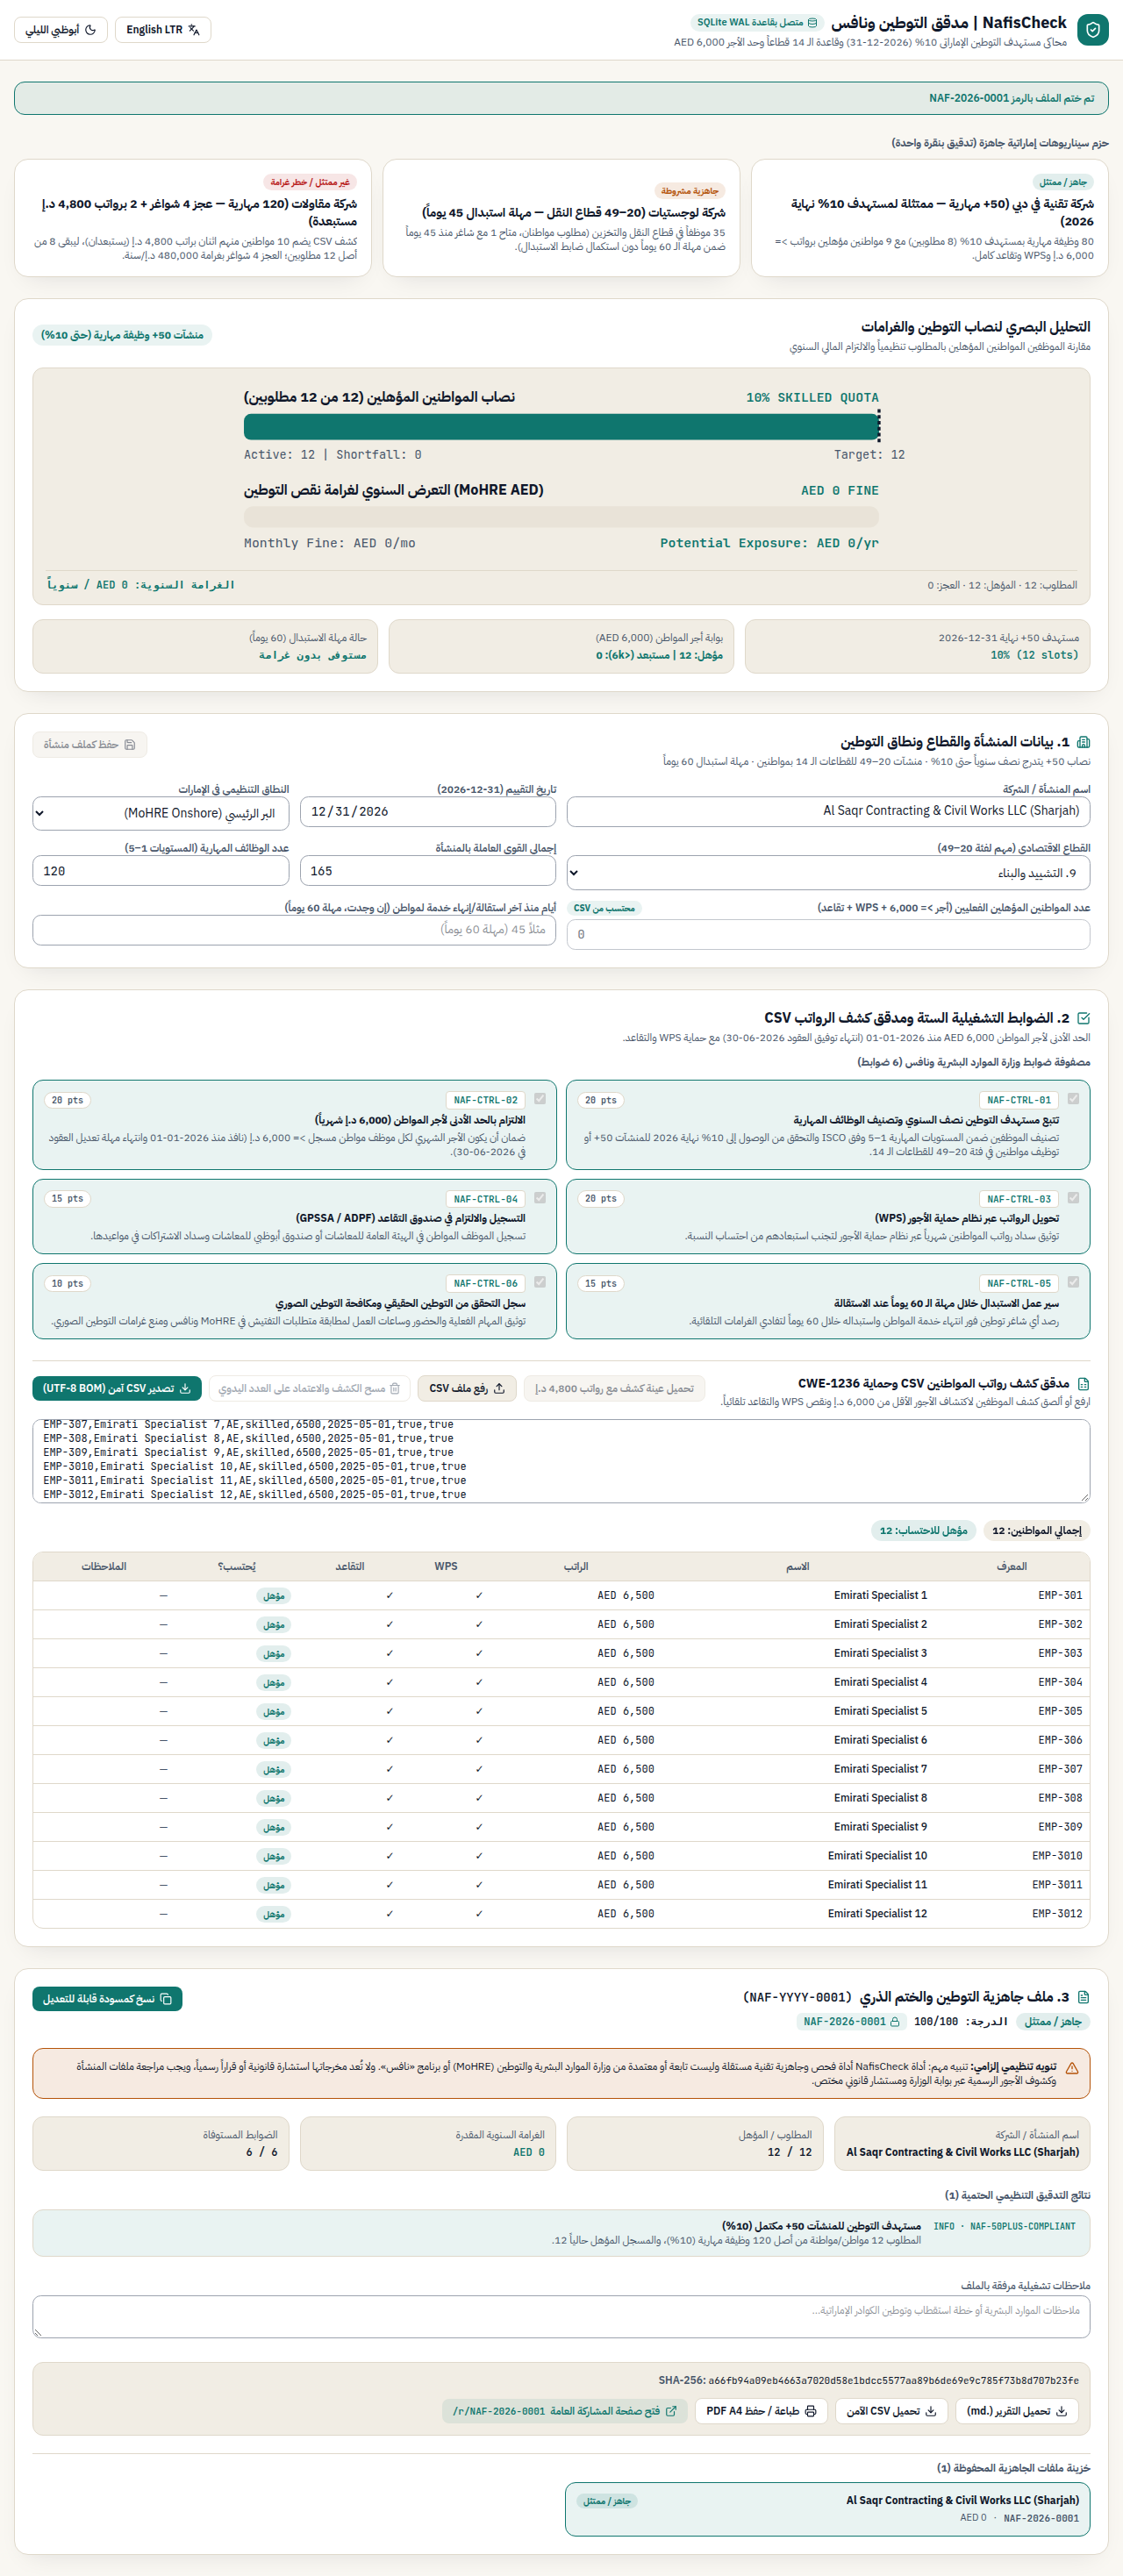 NafisCheck | مدقق التوطين ونافس
متصل بقاعدة SQLite WAL
محاكي مستهدف التوطين الإماراتي 10% (31-12-2026) وقاعدة الـ 14 قطاعاً وحد الأجر AED 6,000
English LTR
أبوظبي الليلي
تم ختم الملف بالرمز NAF-2026-0001
حزم سيناريوهات إماراتية جاهزة (تدقيق بنقرة واحدة)
جاهز / ممتثل
شركة تقنية في دبي (50+ مهارية — ممتثلة لمستهدف 10% نهاية
2026)
80 وظيفة مهارية بمستهدف 10% (8 مطلوبين) مع 9 مواطنين مؤهلين برواتب >=
6,000 د.إ وWPS وتقاعد كامل.
جاهزية مشروطة
شركة لوجستيات (20–49 قطاع النقل — مهلة استبدال 45 يوماً)
35 موظفاً في قطاع النقل والتخزين (مطلوب مواطنان، متاح 1 مع شاغر منذ 45 يوماً
ضمن مهلة الـ 60 يوماً دون استكمال ضابط الاستبدال).
غير ممتثل / خطر غرامة
شركة مقاولات (120 مهارية — عجز 4 شواغر + 2 برواتب 4,800 د.إ
مستبعدة)
كشف CSV يضم 10 مواطنين منهم اثنان براتب 4,800 د.إ (يستبعدان)، ليبقى 8 من
أصل 12 مطلوبين؛ العجز 4 شواغر بغرامة 480,000 د.إ/سنة.
التحليل البصري لنصاب التوطين والغرامات
مقارنة الموظفين المواطنين المؤهلين بالمطلوب تنظيمياً والالتزام المالي السنوي
منشآت 50+ وظيفة مهارية (حتى 10%)
نصاب المواطنين المؤهلين (12 من 12 مطلوبين)
10% SKILLED QUOTA
Active: 12 | Shortfall: 0
Target: 12
التعرض السنوي لغرامة نقص التوطين (MoHRE AED)
AED 0 FINE
Monthly Fine: AED 0/mo
Potential Exposure: AED 0/yr
المطلوب: 12 · المؤهل: 12 · العجز: 0
الغرامة السنوية: AED 0 / سنوياً
مستهدف 50+ نهاية 31-12-2026
10% (12 slots)
بوابة أجر المواطن (AED 6,000)
مؤهل: 12 | مستبعد (<6k): 0
حالة مهلة الاستبدال (60 يوماً)
مستوفى بدون غرامة
1. بيانات المنشأة والقطاع ونطاق التوطين
نصاب 50+ يتدرج نصف سنوياً حتى 10% · منشآت 20–49 للقطاعات الـ 14 بمواطنين · مهلة استبدال 60 يوماً
حفظ كملف منشأة
اسم المنشأة / الشركة
Al Saqr Contracting & Civil Works LLC (Sharjah)
تاريخ التقييم (31-12-2026)
12/31/2026
النطاق التنظيمي في الإمارات
البر الرئيسي (MoHRE Onshore)
القطاع الاقتصادي (مهم لفئة 20–49)
9. التشييد والبناء
إجمالي القوى العاملة بالمنشأة
165
عدد الوظائف المهارية (المستويات 1–5)
120
عدد المواطنين المؤهلين الفعليين (أجر >= 6,000 + WPS + تقاعد)
محتسب من CSV
0
أيام منذ آخر استقالة/إنهاء خدمة لمواطن (إن وجدت، مهلة 60 يوماً)
مثلاً 45 (مهلة 60 يوماً)
2. الضوابط التشغيلية الستة ومدقق كشف الرواتب CSV
الحد الأدنى لأجر المواطن AED 6,000 منذ 01-01-2026 (انتهاء توفيق العقود 30-06-2026) مع حماية WPS والتقاعد.
مصفوفة ضوابط وزارة الموارد البشرية ونافس (6 ضوابط)
NAF-CTRL-01
20 pts
تتبع مستهدف التوطين نصف السنوي وتصنيف الوظائف المهارية
تصنيف الموظفين ضمن المستويات المهارية 1–5 وفق ISCO والتحقق من الوصول إلى 10% نهاية 2026 للمنشآت 50+ أو
توظيف مواطنين في فئة 20–49 للقطاعات الـ 14.
NAF-CTRL-02
20 pts
الالتزام بالحد الأدنى لأجر المواطن (6,000 د.إ شهرياً)
ضمان أن يكون الأجر الشهري لكل موظف مواطن مسجل >= 6,000 د.إ (نافذ منذ 01-01-2026 وانتهاء مهلة تعديل العقود
في 30-06-2026).
NAF-CTRL-03
20 pts
تحويل الرواتب عبر نظام حماية الأجور (WPS)
توثيق سداد رواتب المواطنين شهرياً عبر نظام حماية الأجور لتجنب استبعادهم من احتساب النسبة.
NAF-CTRL-04
15 pts
التسجيل والالتزام في صندوق التقاعد (GPSSA / ADPF)
تسجيل الموظف المواطن في الهيئة العامة للمعاشات أو صندوق أبوظبي للمعاشات وسداد الاشتراكات في مواعيدها.
NAF-CTRL-05
15 pts
سير عمل الاستبدال خلال مهلة الـ 60 يوماً عند الاستقالة
رصد أي شاغر توطين فور انتهاء خدمة المواطن واستبداله خلال 60 يوماً لتفادي الغرامات التلقائية.
NAF-CTRL-06
10 pts
سجل التحقق من التوطين الحقيقي ومكافحة التوطين الصوري
توثيق المهام الفعلية والحضور وساعات العمل لمطابقة متطلبات التفتيش في MoHRE ونافس ومنع غرامات التوطين الصوري.
مدقق كشف رواتب المواطنين CSV وحماية CWE-1236
ارفع أو ألصق كشف الموظفين لاكتشاف الأجور الأقل من 6,000 د.إ ونقص WPS والتقاعد تلقائياً.
تحميل عينة كشف مع رواتب 4,800 د.إ
رفع ملف CSV
مسح الكشف والاعتماد على العدد اليدوي
تصدير CSV آمن (UTF-8 BOM)
EMP-307,Emirati Specialist 7,AE,skilled,6500,2025-05-01,true,true
EMP-308,Emirati Specialist 8,AE,skilled,6500,2025-05-01,true,true
EMP-309,Emirati Specialist 9,AE,skilled,6500,2025-05-01,true,true
EMP-3010,Emirati Specialist 10,AE,skilled,6500,2025-05-01,true,true
EMP-3011,Emirati Specialist 11,AE,skilled,6500,2025-05-01,true,true
EMP-3012,Emirati Specialist 12,AE,skilled,6500,2025-05-01,true,true
إجمالي المواطنين: 12
مؤهل للاحتساب: 12
المعرف الاسم الراتب WPS التقاعد يُحتسب؟ الملاحظات
EMP-301 Emirati Specialist 1 AED 6,500 ✓ ✓ مؤهل —
EMP-302 Emirati Specialist 2 AED 6,500 ✓ ✓ مؤهل —
EMP-303 Emirati Specialist 3 AED 6,500 ✓ ✓ مؤهل —
EMP-304 Emirati Specialist 4 AED 6,500 ✓ ✓ مؤهل —
EMP-305 Emirati Specialist 5 AED 6,500 ✓ ✓ مؤهل —
EMP-306 Emirati Specialist 6 AED 6,500 ✓ ✓ مؤهل —
EMP-307 Emirati Specialist 7 AED 6,500 ✓ ✓ مؤهل —
EMP-308 Emirati Specialist 8 AED 6,500 ✓ ✓ مؤهل —
EMP-309 Emirati Specialist 9 AED 6,500 ✓ ✓ مؤهل —
EMP-3010 Emirati Specialist 10 AED 6,500 ✓ ✓ مؤهل —
EMP-3011 Emirati Specialist 11 AED 6,500 ✓ ✓ مؤهل —
EMP-3012 Emirati Specialist 12 AED 6,500 ✓ ✓ مؤهل —
3. ملف جاهزية التوطين والختم الذري (NAF-YYYY-0001)
جاهز / ممتثل
الدرجة: 100/100
NAF-2026-0001
نسخ كمسودة قابلة للتعديل
تنويه تنظيمي إلزامي: تنبيه مهم: أداة NafisCheck أداة فحص وجاهزية تقنية مستقلة وليست تابعة أو معتمدة من وزارة الموارد البشرية والتوطين (MoHRE) أو برنامج «نافس». ولا تُعد مخرجاتها استشارة قانونية أو قراراً رسمياً، ويجب مراجعة ملفات المنشأة
وكشوف الأجور الرسمية عبر بوابة الوزارة ومستشار قانوني مختص.
اسم المنشأة / الشركة
Al Saqr Contracting & Civil Works LLC (Sharjah)
المطلوب / المؤهل
12 / 12
الغرامة السنوية المقدرة
AED 0
الضوابط المستوفاة
6 / 6
نتائج التدقيق التنظيمي الحتمية (1)
INFO · NAF-50PLUS-COMPLIANT
مستهدف التوطين للمنشآت 50+ مكتمل (10%)
المطلوب 12 مواطن/مواطنة من أصل 120 وظيفة مهارية (10%)، والمسجل المؤهل حالياً 12.
ملاحظات تشغيلية مرفقة بالملف
ملاحظات الموارد البشرية أو خطة استقطاب وتوطين الكوادر الإماراتية...
SHA-256: a66fb94a09eb4663a7020d58e1bdcc5577aa89b6de69e9c785f73b8d707b23fe
تحميل التقرير (.md)
تحميل CSV الآمن
طباعة / حفظ PDF A4
فتح صفحة المشاركة العامة /r/NAF-2026-0001
خزينة ملفات الجاهزية المحفوظة (1)
Al Saqr Contracting & Civil Works LLC (Sharjah)
جاهز / ممتثل
NAF-2026-0001 · AED 0